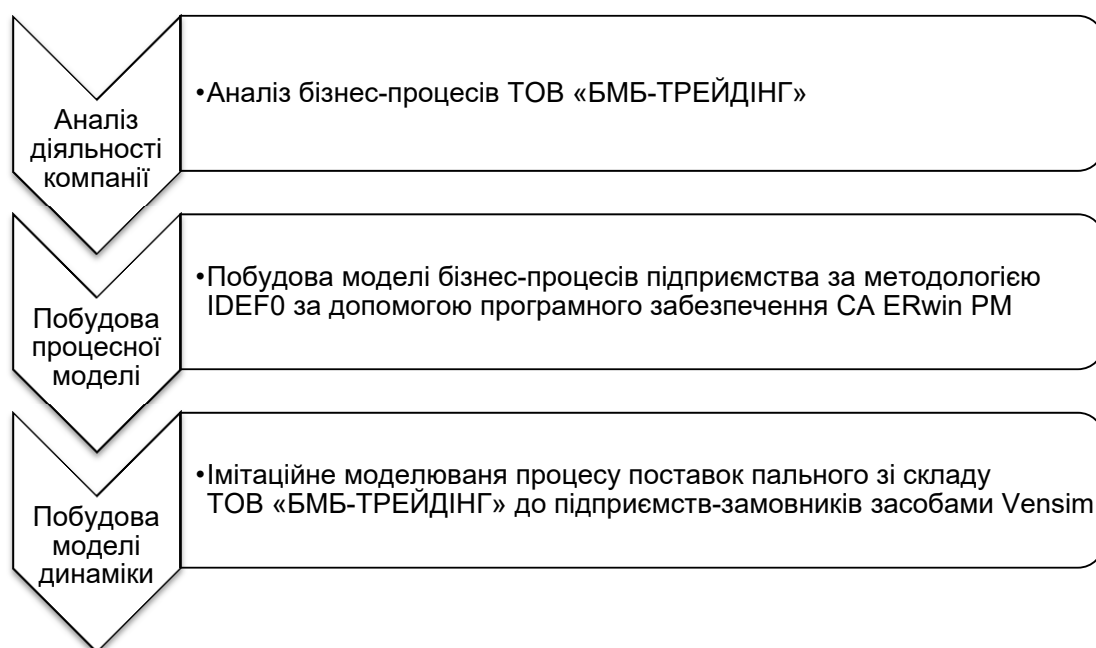 Аналіз
діяльності
компанії
•Аналіз бізнес-процесів ТОВ «БМБ-ТРЕЙДІНГ»
Побудова
процесної
моделі
•Побудова моделі бізнес-процесів підприємства за методологією
IDEF0 за допомогою програмного забезпечення CA ERwin PM
Побудова
моделі
динаміки
•Імітаційне моделюваня процесу поставок пального зі складу
ТОВ «БМБ-ТРЕЙДІНГ» до підприємств-замовників засобами Vensim